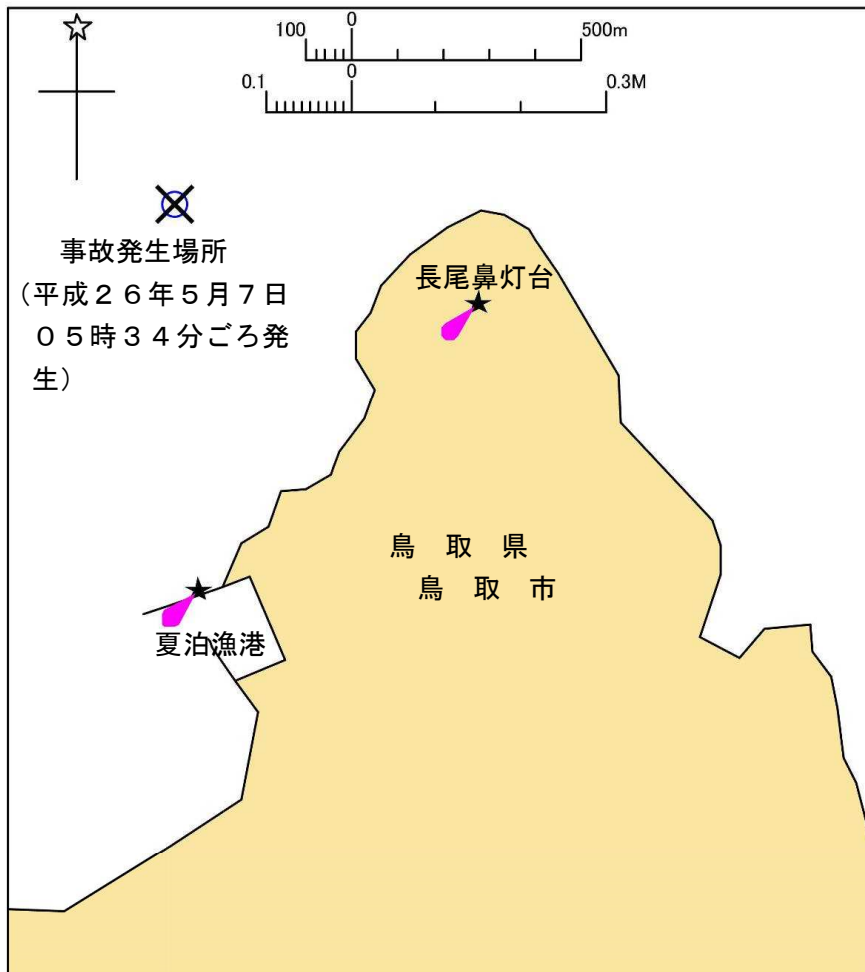 100 0 500m
0.1 0 0.3M
事故発生場所
(平成２６年５月７日
０５時３４分ごろ発
生)
長尾鼻灯台
鳥取県
鳥取市
夏泊漁港